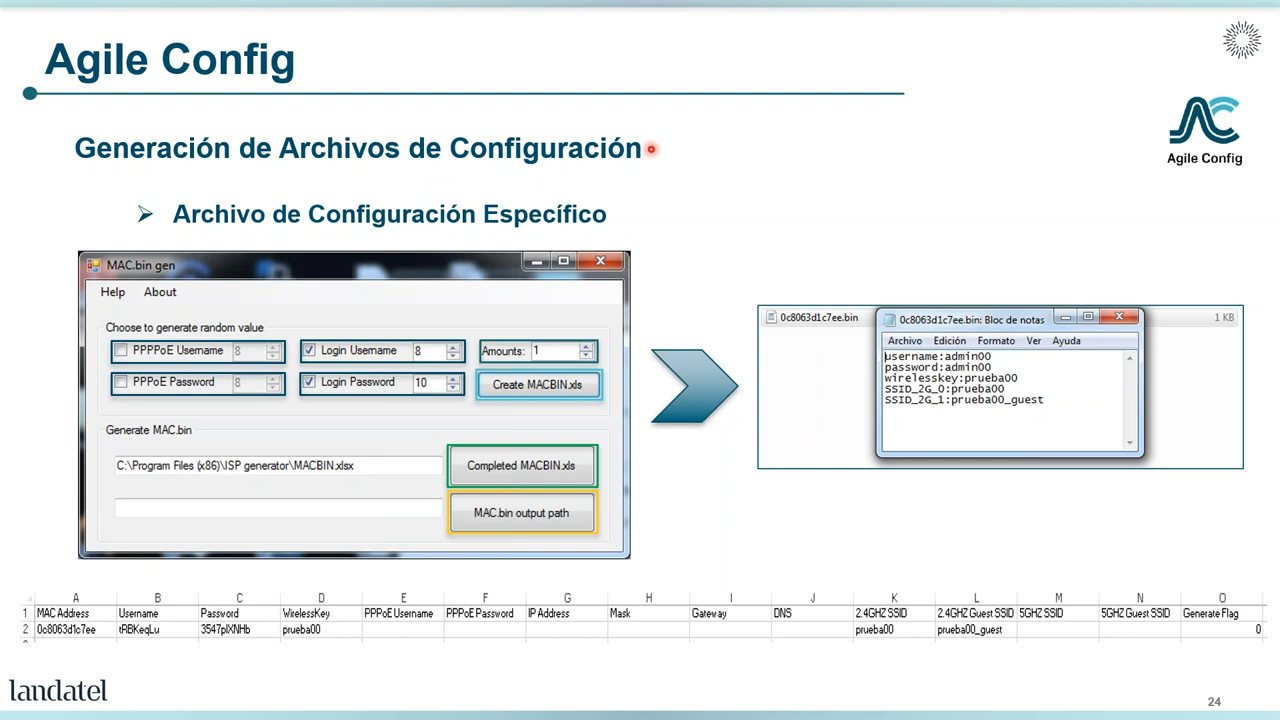 Agile Config
Agile Config
Generación de Archivos de Configuración
Archivo de Configuración Específico
MAC.bin gen
Help About
Choose to generate random value
PPPPoE Username 8 Login Username 8 Amounts: 1
PPPoE Password 8 Login Password 10 Create MACBIN.xls
Generate MAC.bin
C:\Program Files (x86)\ISP generator\MACBIN.xlsx Completed MACBIN.xls
MAC.bin output path
0c8063d1c7ee.bin 1 KB
0c8063d1c7ee.bin: Bloc de notas
Archivo Edición Formato Ver Ayuda
username:admin00
password:admin00
wirelesskey:prueba00
SSID_2G_0:prueba00
SSID_2G_1:prueba00_guest
A B C D E F G H I J K L M N O
1 MAC Address Username Password WirelessKey PPPoE Username PPPoE Password IP Address Mask Gateway DNS 2.4GHZ SSID 2.4GHZ Guest SSID 5GHZ SSID 5GHZ Guest SSID Generate Flag
2 0c8063d1c7ee tRBKeqLu 3547pIXNHb prueba00 prueba00 prueba00_guest 0
landatel
24